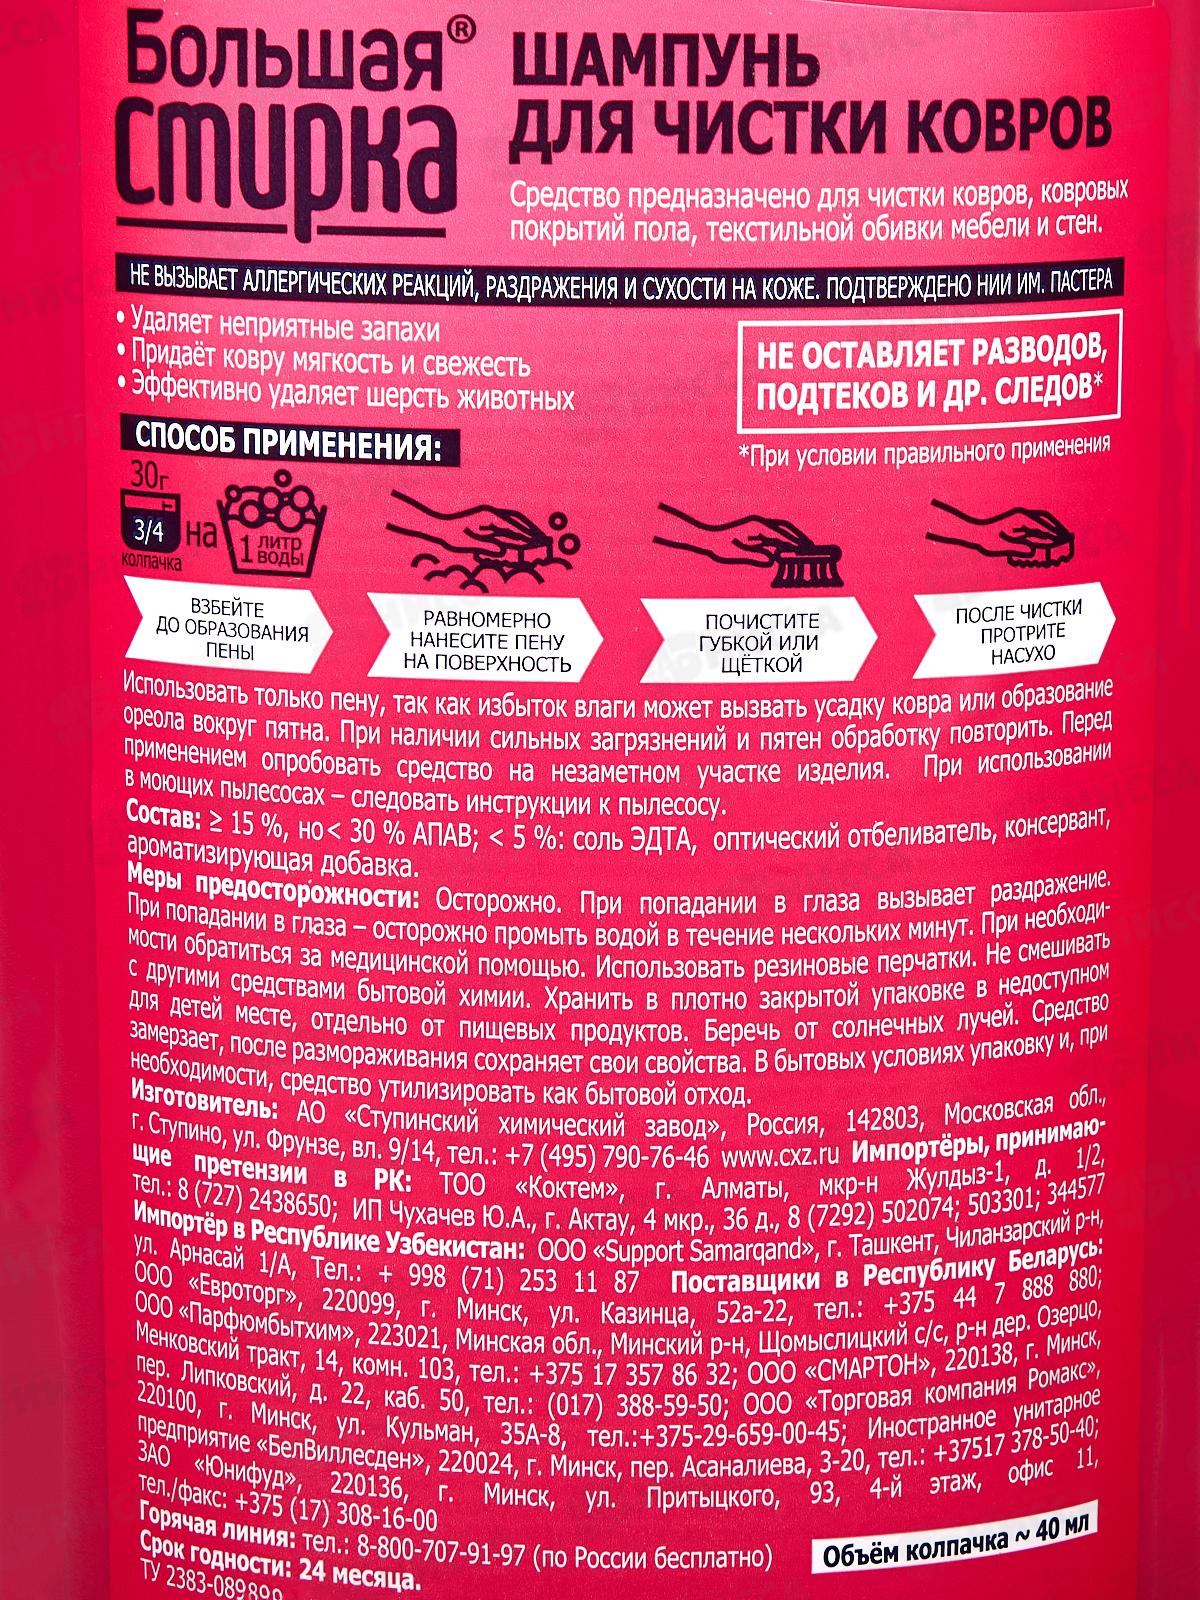 Большая®
Стирка
ШАМПУНЬ
ДЛЯ ЧИСТКИ КОВРОВ
Средство предназначено для чистки ковров, ковровых
покрытий пола, текстильной обивки мебели и стен.
НЕ ВЫЗЫВАЕТ АЛЛЕРГИЧЕСКИХ РЕАКЦИЙ, РАЗДРАЖЕНИЯ И СУХОСТИ НА КОЖЕ. ПОДТВЕРЖДЕНО НИИ ИМ. ПАСТЕРА
• Удаляет неприятные запахи
• Придаёт ковру мягкость и свежесть
• Эффективно удаляет шерсть животных
НЕ ОСТАВЛЯЕТ РАЗВОДОВ,
ПОДТЕКОВ И ДР. СЛЕДОВ*
*При условии правильного применения
СПОСОБ ПРИМЕНЕНИЯ:
30г
3/4
колпачка
на
1 ЛИТР
ВОДЫ
ВЗБЕЙТЕ
ДО ОБРАЗОВАНИЯ
ПЕНЫ
РАВНОМЕРНО
НАНЕСИТЕ ПЕНУ
НА ПОВЕРХНОСТЬ
ПОЧИСТИТЕ
ГУБКОЙ ИЛИ
ЩЁТКОЙ
ПОСЛЕ ЧИСТКИ
ПРОТРИТЕ
НАСУХО
Использовать только пену, так как избыток влаги может вызвать усадку ковра или образование
ореола вокруг пятна. При наличии сильных загрязнений и пятен обработку повторить. Перед
применением опробовать средство на незаметном участке изделия. При использовании
в моющих пылесосах – следовать инструкции к пылесосу.
Состав: ≥ 15 %, но< 30 % АПАВ; < 5 %: соль ЭДТА, оптический отбеливатель, консервант,
ароматизирующая добавка.
Меры предосторожности: Осторожно. При попадании в глаза вызывает раздражение.
При попадании в глаза – осторожно промыть водой в течение нескольких минут. При необходи-
мости обратиться за медицинской помощью. Использовать резиновые перчатки. Не смешивать
с другими средствами бытовой химии. Хранить в плотно закрытой упаковке в недоступном
для детей месте, отдельно от пищевых продуктов. Беречь от солнечных лучей. Средство
замерзает, после размораживания сохраняет свои свойства. В бытовых условиях упаковку и, при
необходимости, средство утилизировать как бытовой отход.
Изготовитель: АО «Ступинский химический завод», Россия, 142803, Московская обл.,
г. Ступино, ул. Фрунзе, вл. 9/14, тел.: +7 (495) 790-76-46 www.cxz.ru Импортёры, принимаю-
щие претензии в РК: ТОО «Коктем», г. Алматы, мкр-н Жулдыз-1, д. 1/2,
тел.: 8 (727) 2438650; ИП Чухачев Ю.А., г. Актау, 4 мкр., 36 д., 8 (7292) 502074; 503301; 344577
Импортёр в Республике Узбекистан: ООО «Support Samarqand», г. Ташкент, Чиланзарский р-н,
ул. Арнасай 1/А, Тел.: + 998 (71) 253 11 87 Поставщики в Республику Беларусь:
ООО «Евроторг», 220099, г. Минск, ул. Казинца, 52а-22, тел.: +375 44 7 888 880;
ООО «Парфюмбытхим», 223021, Минская обл., Минский р-н, Щомыслицкий с/с, р-н дер. Озерцо,
Менковский тракт, 14, комн. 103, тел.: +375 17 357 86 32; ООО «СМАРТОН», 220138, г. Минск,
пер. Липковский, д. 22, каб. 50, тел.: (017) 388-59-50; ООО «Торговая компания Ромакс»,
220100, г. Минск, ул. Кульман, 35А-8, тел.:+375-29-659-00-45; Иностранное унитарное
предприятие «БелВиллесден», 220024, г. Минск, пер. Асаналиева, 3-20, тел.: +37517 378-50-40;
ЗАО «Юнифуд», 220136, г. Минск, ул. Притыцкого, 93, 4-й этаж, офис 11,
тел./факс: +375 (17) 308-16-00
Горячая линия: тел.: 8-800-707-91-97 (по России бесплатно)
Срок годности: 24 месяца.
Объём колпачка ~ 40 мл
ТУ 2383-089